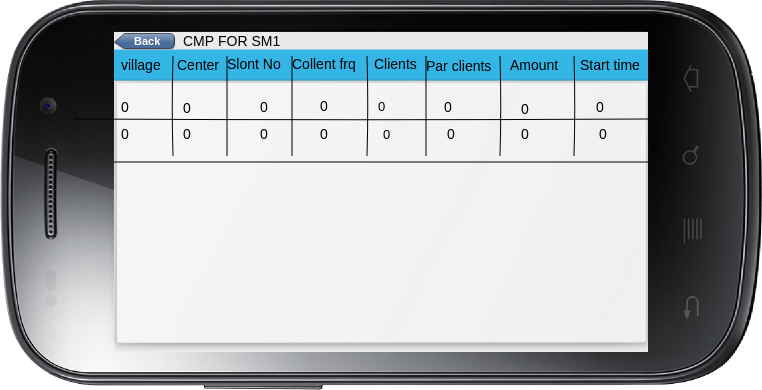 Back CMP FOR SM1
village Center Slont No Collent frq Clients Par clients Amount Start time
0 0 0 0 0 0 0 0
0 0 0 0 0 0 0 0